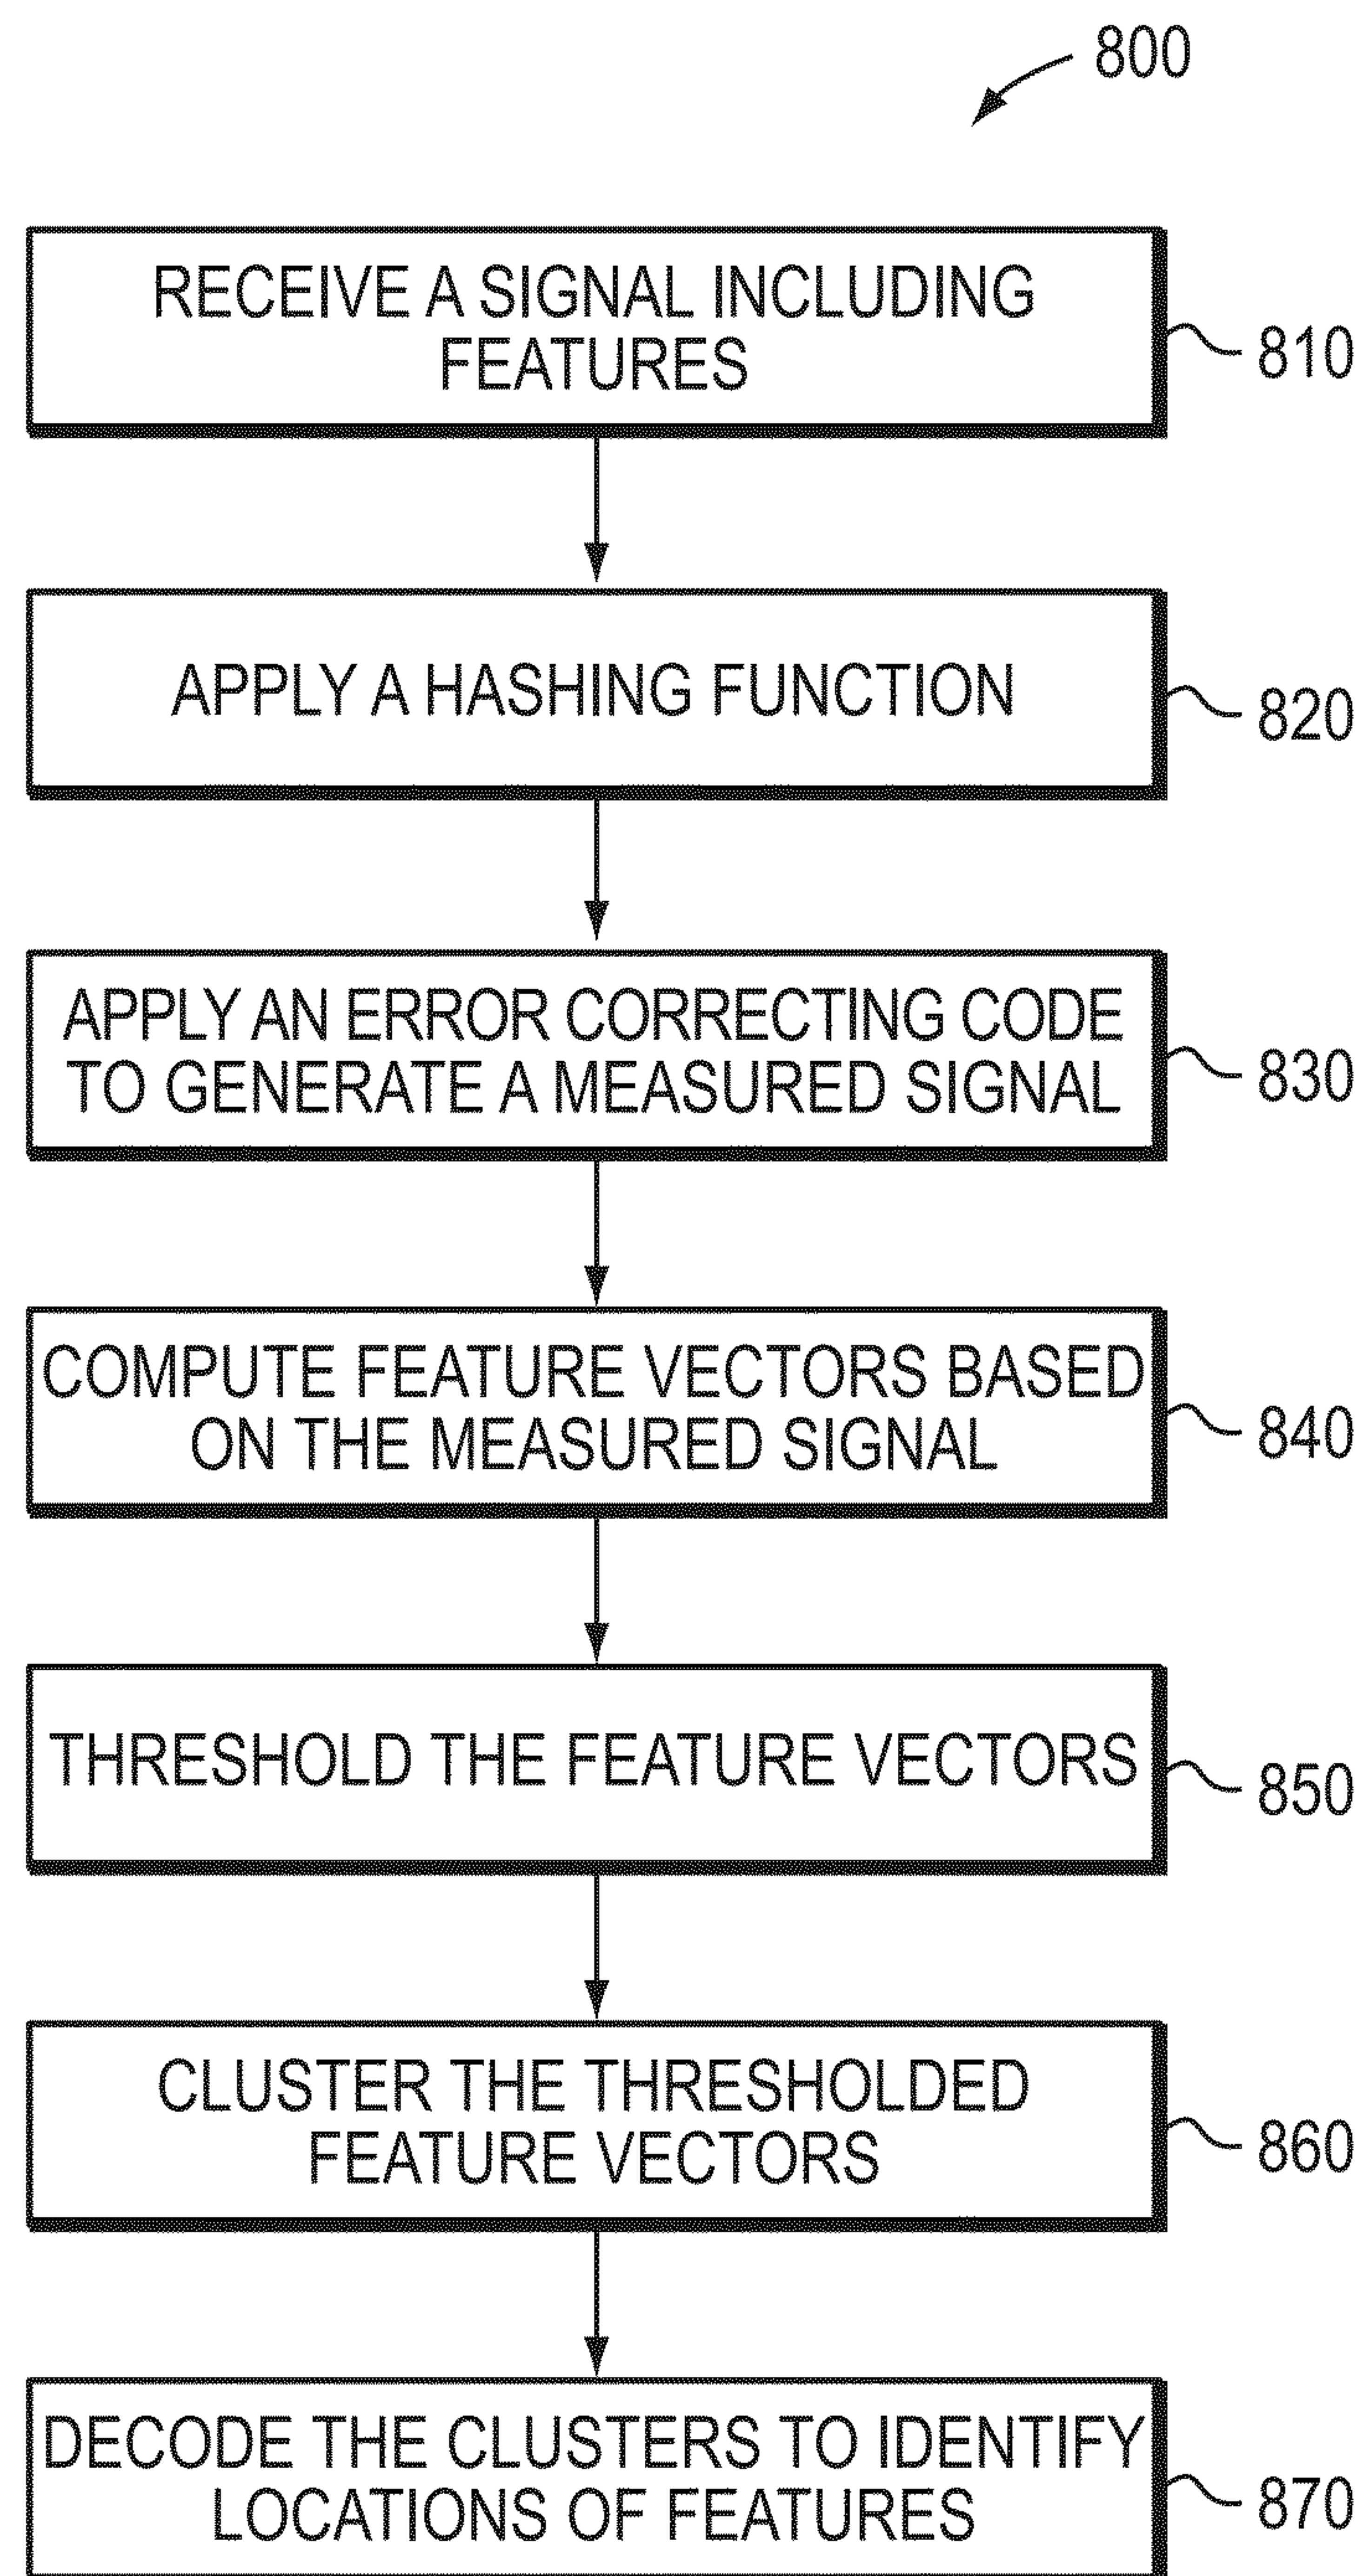 800
RECEIVE A SIGNAL INCLUDING
FEATURES
810
APPLY A HASHING FUNCTION
820
APPLY AN ERROR CORRECTING CODE
TO GENERATE A MEASURED SIGNAL
830
COMPUTE FEATURE VECTORS BASED
ON THE MEASURED SIGNAL
840
THRESHOLD THE FEATURE VECTORS
850
CLUSTER THE THRESHOLDED
FEATURE VECTORS
860
DECODE THE CLUSTERS TO IDENTIFY
LOCATIONS OF FEATURES
870